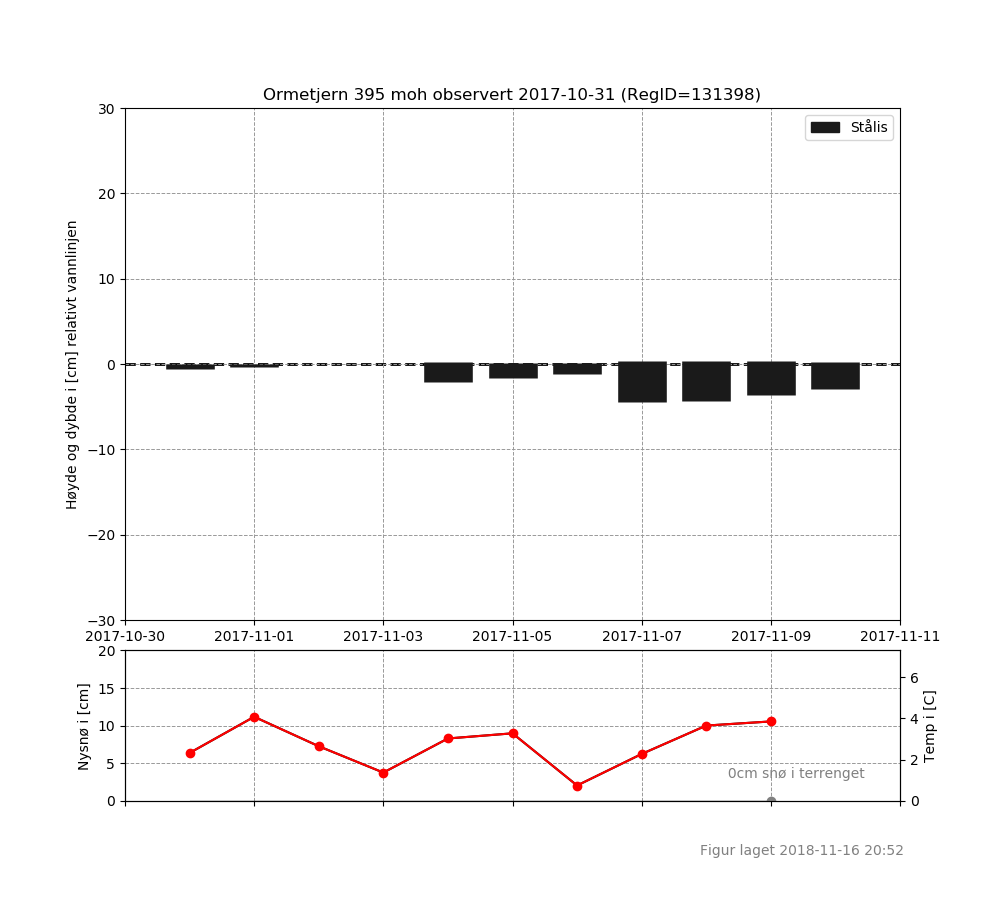 Ormetjern 395 moh observert 2017-10-31 (RegID=131398)
Stålis
Høyde og dybde i [cm] relativt vannlinjen
30
20
10
0
−10
−20
−30
2017-10-30 2017-11-01 2017-11-03 2017-11-05 2017-11-07 2017-11-09 2017-11-11
Nysnø i [cm]
20
15
10
5
0
Temp i [C]
6
4
2
0
0cm snø i terrenget
Figur laget 2018-11-16 20:52